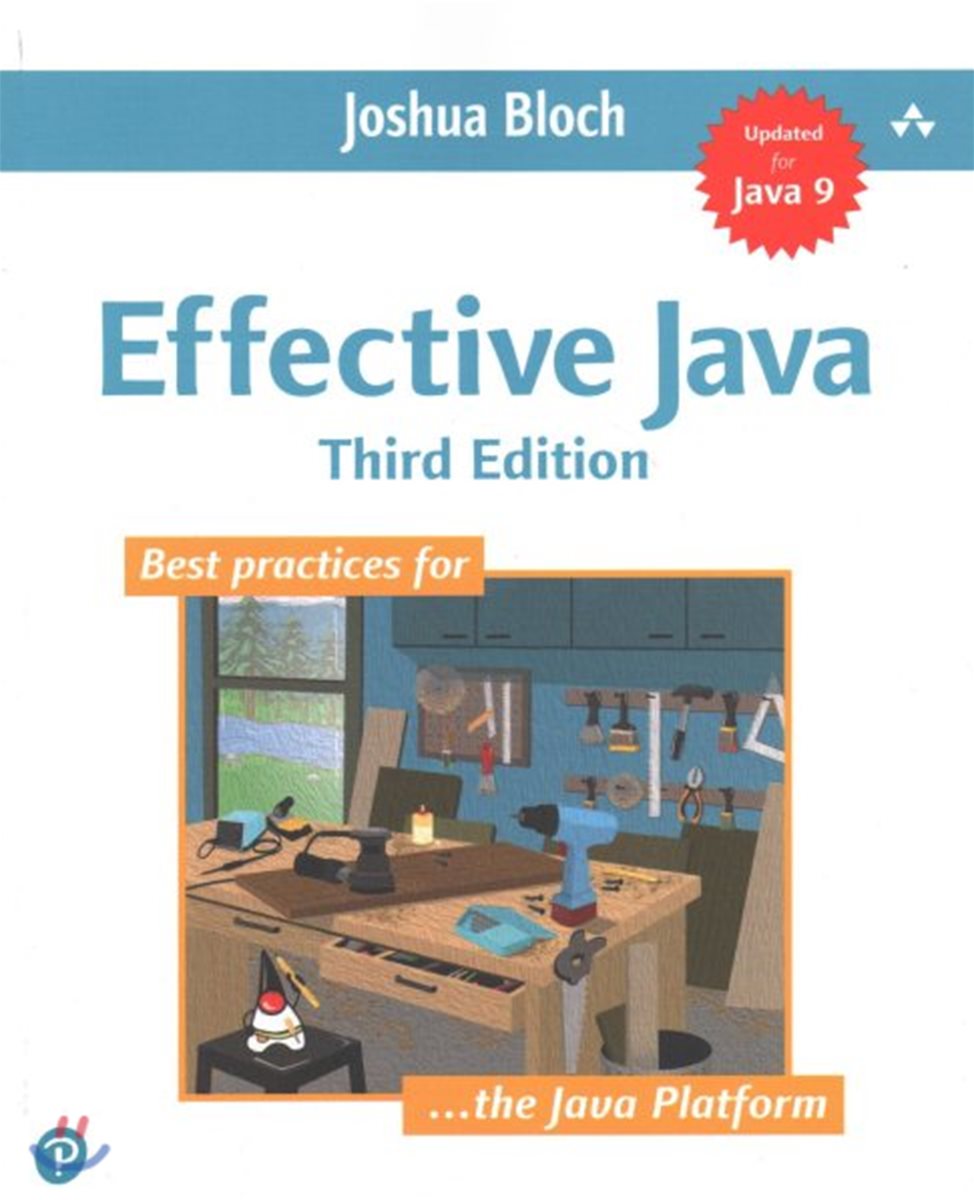 Joshua Bloch
Updated
for
Java 9
Effective Java
Third Edition
Best practices for
...the Java Platform
P